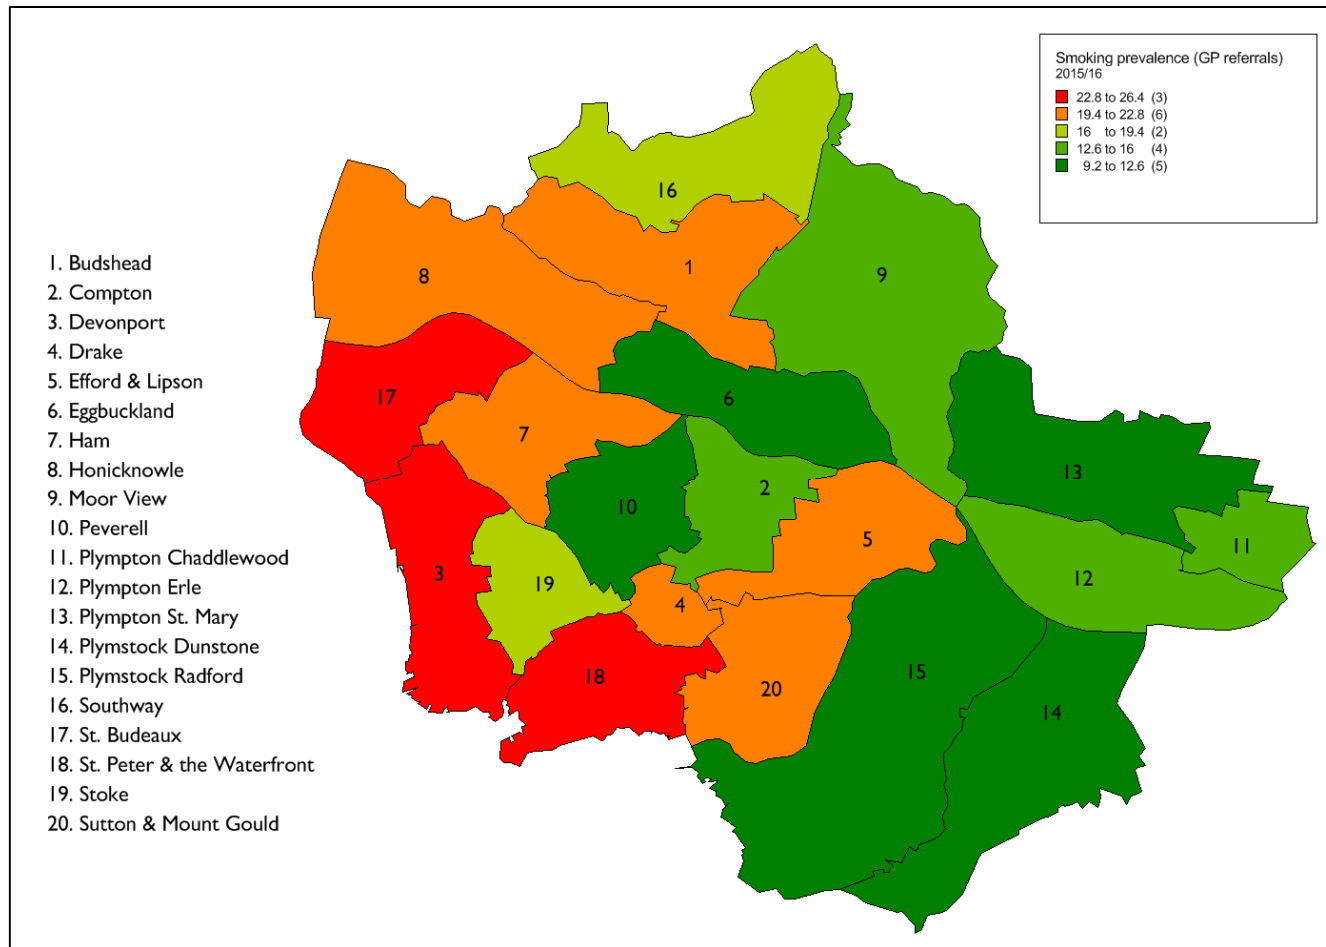 Smoking prevalence (GP referrals)
2015/16
22.8 to 26.4 (3)
19.4 to 22.8 (6)
16 to 19.4 (2)
12.6 to 16 (4)
9.2 to 12.6 (5)
1. Budshead
2. Compton
3. Devonport
4. Drake
5. Efford & Lipson
6. Eggbuckland
7. Ham
8. Honicknowle
9. Moor View
10. Peverell
11. Plympton Chaddlewood
12. Plympton Erle
13. Plympton St. Mary
14. Plymstock Dunstone
15. Plymstock Radford
16. Southway
17. St. Budeaux
18. St. Peter & the Waterfront
19. Stoke
20. Sutton & Mount Gould
16
1
8
9
17
6
7
13
2
10
5
11
3
19
12
4
18
15
20
14